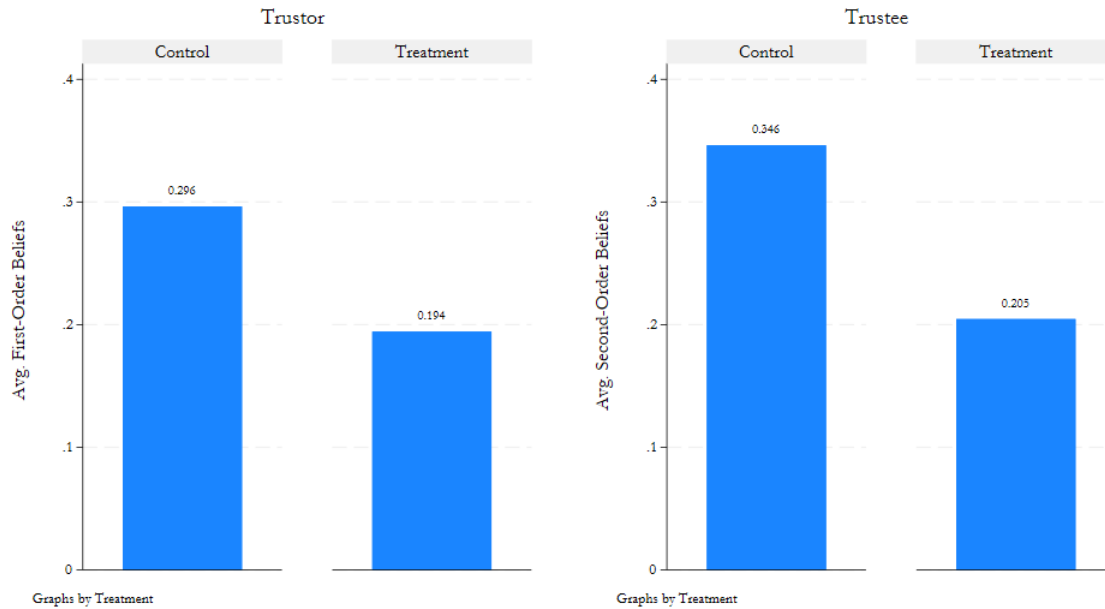 Trustor
Control
Treatment
Avg. First-Order Beliefs
.4
.3
.2
.1
0
0.296
0.194
Graphs by Treatment
Trustee
Control
Treatment
Avg. Second-Order Beliefs
.4
.3
.2
.1
0
0.346
0.205
Graphs by Treatment